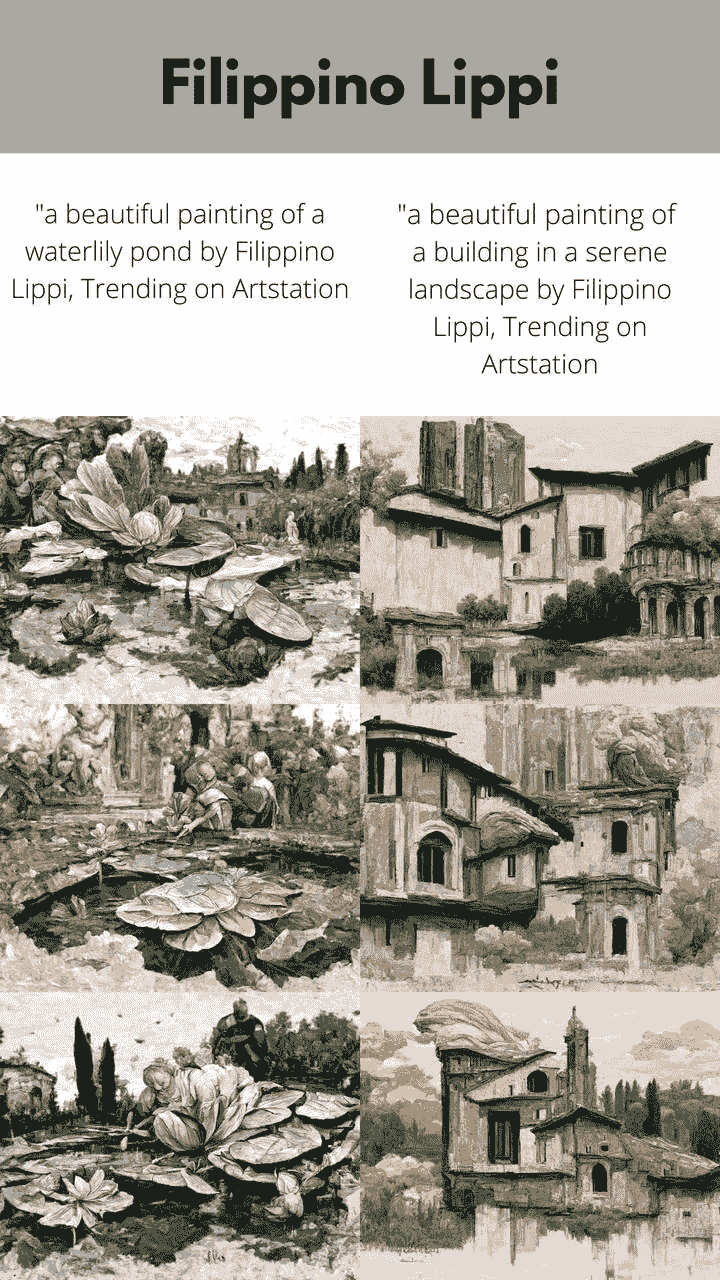 Filippino Lippi
"a beautiful painting of a
waterlily pond by Filippino
Lippi, Trending on Artstation
"a beautiful painting of
a building in a serene
landscape by Filippino
Lippi, Trending on
Artstation